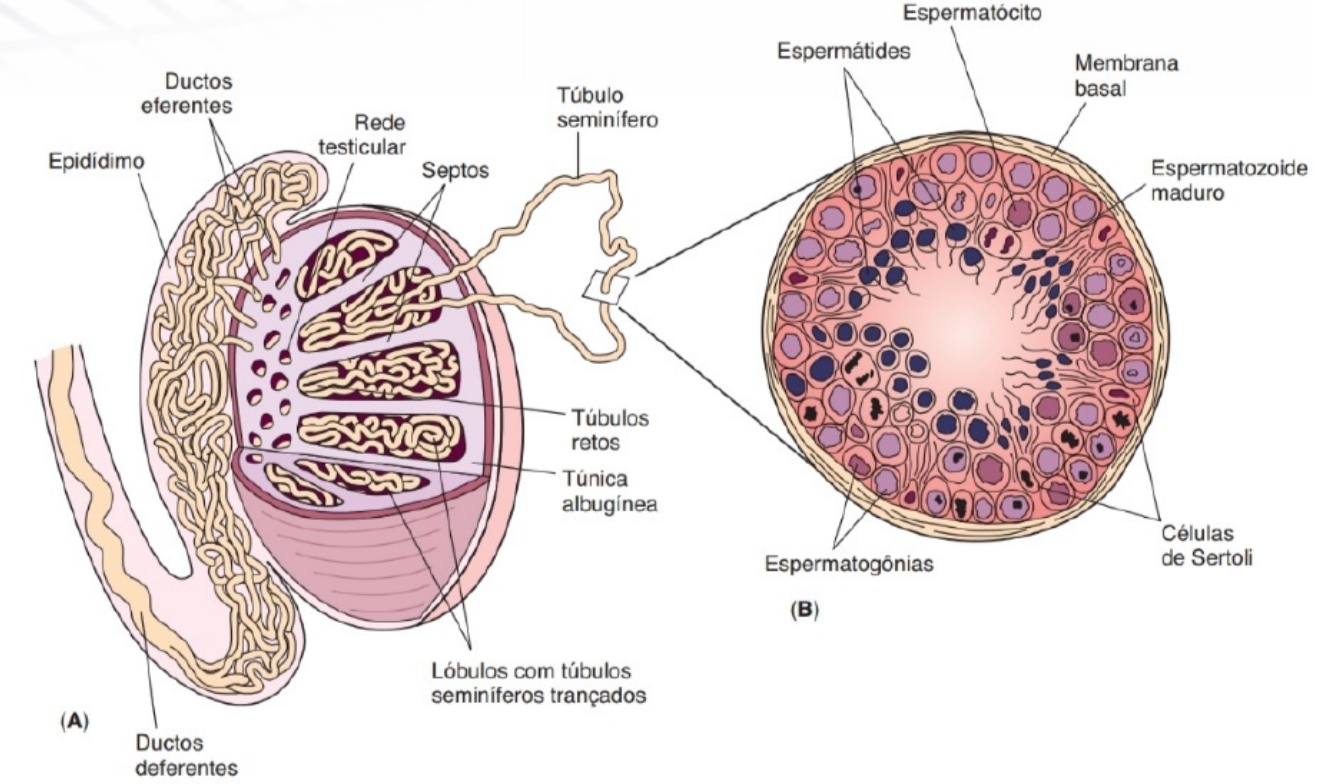 Ductos
eferentes
Epidídimo
Rede
testicular
Septos
Túbulo
seminífero
Túbulos
retos
Túnica
albugínea
Lóbulos com túbulos
seminíferos trançados
(A)
Ductos
deferentes
Espermatócito
Espermátides
Membrana
basal
Espermatozoide
maduro
Células
de Sertoli
Espermatogônias
(B)